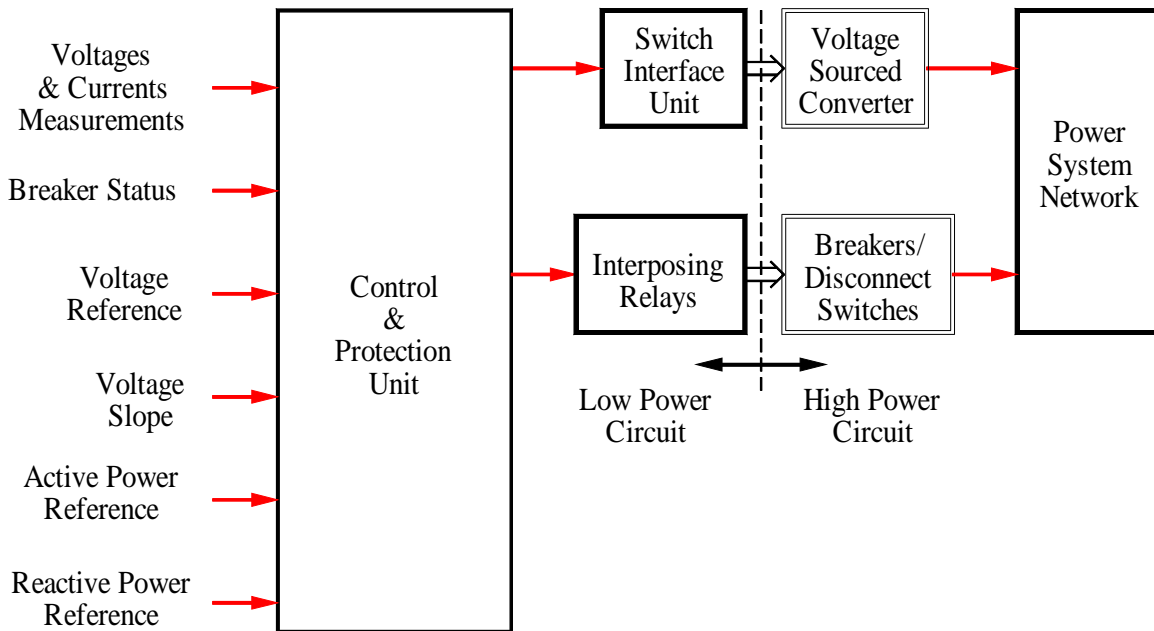 Voltages
& Currents
Measurements
Breaker Status
Voltage
Reference
Voltage
Slope
Active Power
Reference
Reactive Power
Reference
Control
&
Protection
Unit
Switch
Interface
Unit
Voltage
Sourced
Converter
Interposing
Relays
Breakers/
Disconnect
Switches
Low Power
Circuit
High Power
Circuit
Power
System
Network